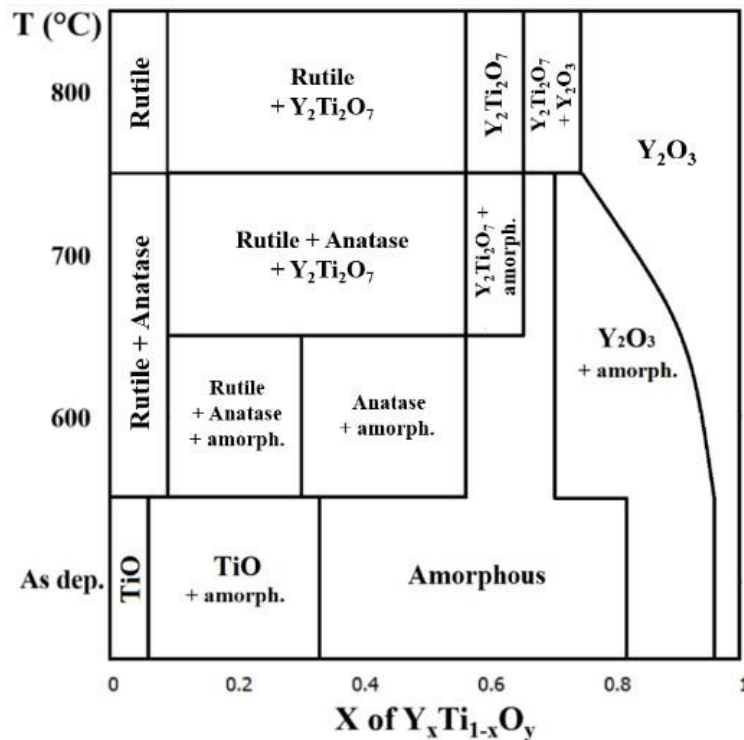 T (°C)
800
700
600
As dep.
Rutile
Rutile
+ Y₂Ti₂O₇
Y₂Ti₂O₇
Y₂Ti₂O₇
+ Y₂O₃
Y₂O₃
Rutile + Anatase
Rutile + Anatase
+ Y₂Ti₂O₇
Y₂Ti₂O₇ +
amorph.
Y₂O₃
+ amorph.
Rutile
+ Anatase
+ amorph.
Anatase
+ amorph.
TiO
TiO
+ amorph.
Amorphous
0 0.2 0.4 0.6 0.8 1
X of YₓTi₁₋ₓOᵧ